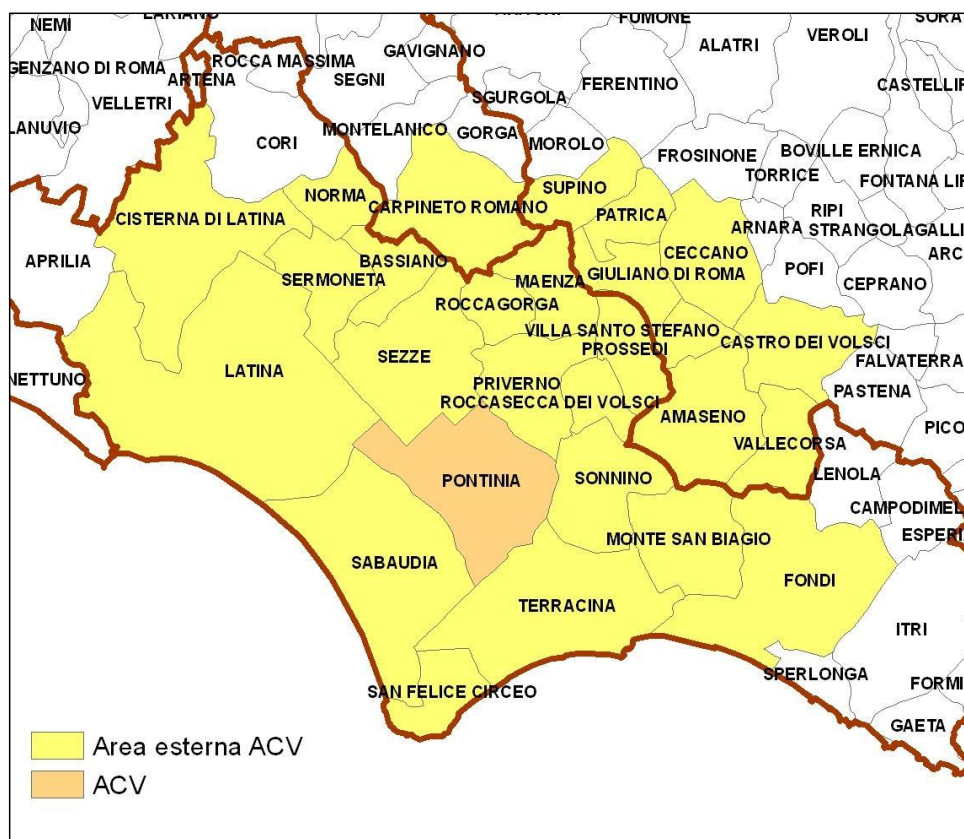 NEMI
LARIANO
FUMONE
VEROLI
SORA
ROCCA MASSIMA
GAVIGNANO
ALATRI
GENZANO DI ROMA
ARTENA
SEGNI
FERENTINO
CASTELLIR
VELLETRI
SGURGOLA
LANUVIO
MONTELANICO
GORGA
MOROLO
CORI
FROSINONE
BOVILLE ERNICA
TORRICE
FONTANA LIR
NORMA
SUPINO
CARPINETO ROMANO
PATRICA
RIPI
CISTERNA DI LATINA
ARNARA
STRANGOLAGALLI
CECCANO
ARC
APRILIA
BASSIANO
SERMONETA
MAENZA
GIULIANO DI ROMA
POFI
CEPRANO
ROCCAGORGA
VILLA SANTO STEFANO
CASTRO DEI VOLSCI
PROSSEDI
SEZZE
FALVATERRA
NETTUNO
LATINA
PRIVERNO
PASTENA
ROCCASECCA DEI VOLSCI
AMASENO
PICO
VALLECORSA
PONTINIA
SONNINO
LENOLA
CAMPODIMEL
ESPERI
MONTE SAN BIAGIO
SABAUDIA
FONDI
TERRACINA
ITRI
SPERLONGA
FORMI
SAN FELICE CIRCEO
GAETA
Area esterna ACV
ACV